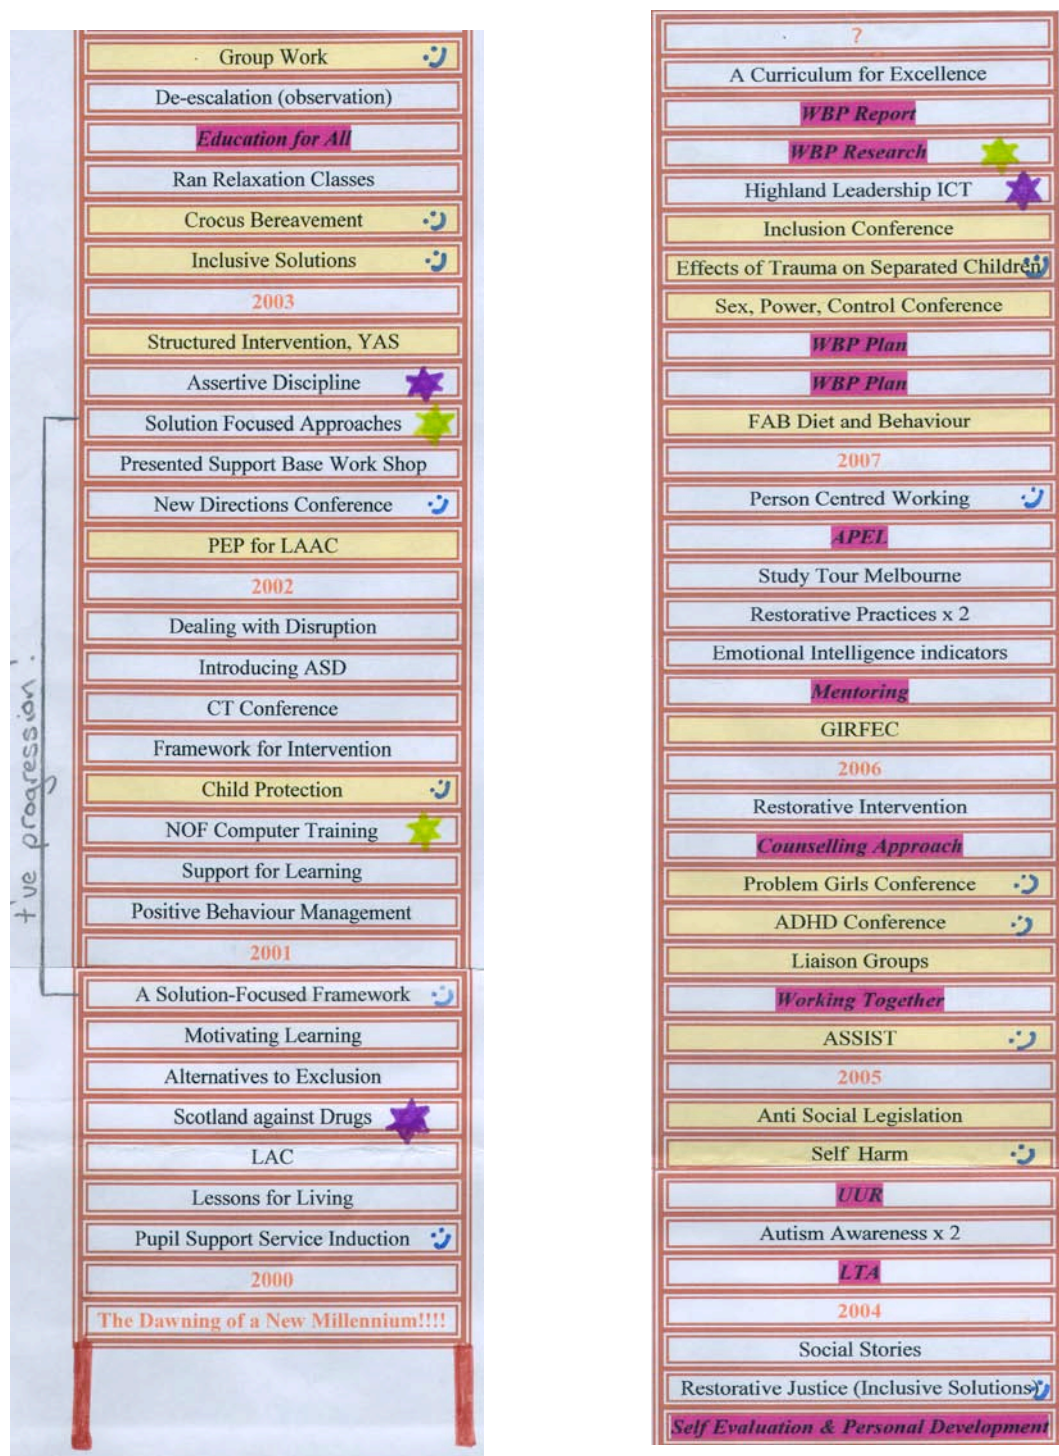 Group Work
De-escalation (observation)
Education for All
Ran Relaxation Classes
Crocus Bereavement
Inclusive Solutions
2003
Structured Intervention, YAS
Assertive Discipline
Solution Focused Approaches
Presented Support Base Work Shop
New Directions Conference
PEP for LAAC
2002
Dealing with Disruption
Introducing ASD
CT Conference
Framework for Intervention
Child Protection
NOF Computer Training
Support for Learning
Positive Behaviour Management
2001
A Solution-Focused Framework
Motivating Learning
Alternatives to Exclusion
Scotland against Drugs
LAC
Lessons for Living
Pupil Support Service Induction
2000
The Dawning of a New Millennium!!!!
+'ve progression.
?
A Curriculum for Excellence
WBP Report
WBP Research
Highland Leadership ICT
Inclusion Conference
Effects of Trauma on Separated Children
Sex, Power, Control Conference
WBP Plan
WBP Plan
FAB Diet and Behaviour
2007
Person Centred Working
APEL
Study Tour Melbourne
Restorative Practices x 2
Emotional Intelligence indicators
Mentoring
GIRFEC
2006
Restorative Intervention
Counselling Approach
Problem Girls Conference
ADHD Conference
Liaison Groups
Working Together
ASSIST
2005
Anti Social Legislation
Self Harm
UUR
Autism Awareness x 2
LTA
2004
Social Stories
Restorative Justice (Inclusive Solutions)
Self Evaluation & Personal Development